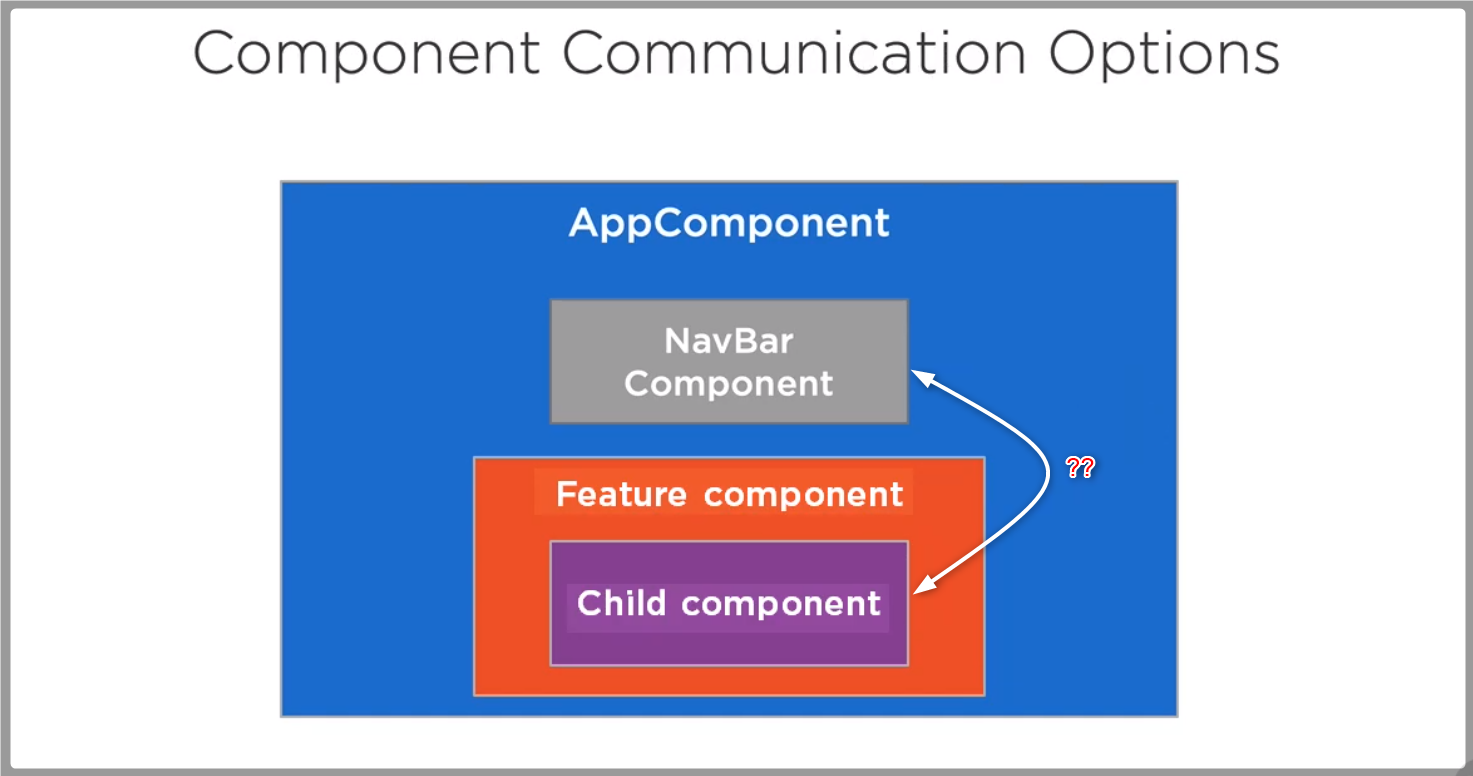 Component Communication Options
AppComponent
NavBar
Component
??
Feature component
Child component